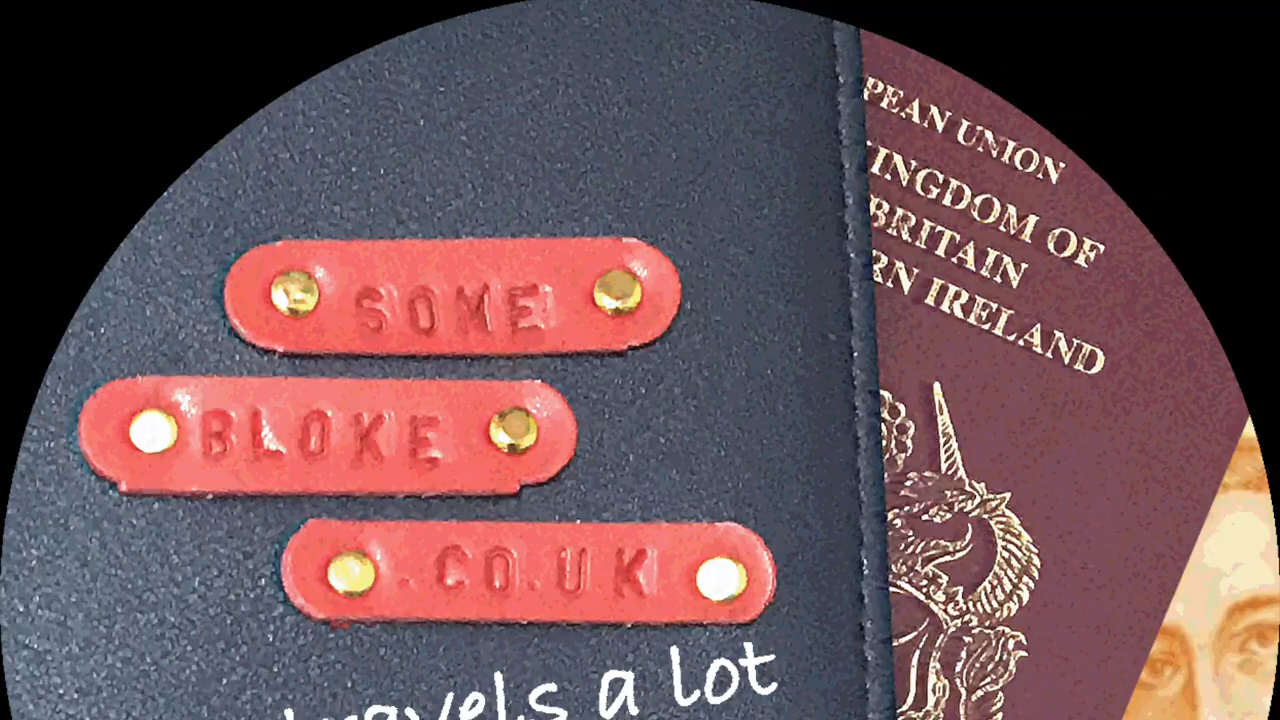 SOME
BLOKE
.CO.UK
travels a lot
PEAN UNION
INGDOM OF
BRITAIN
RN IRELAND